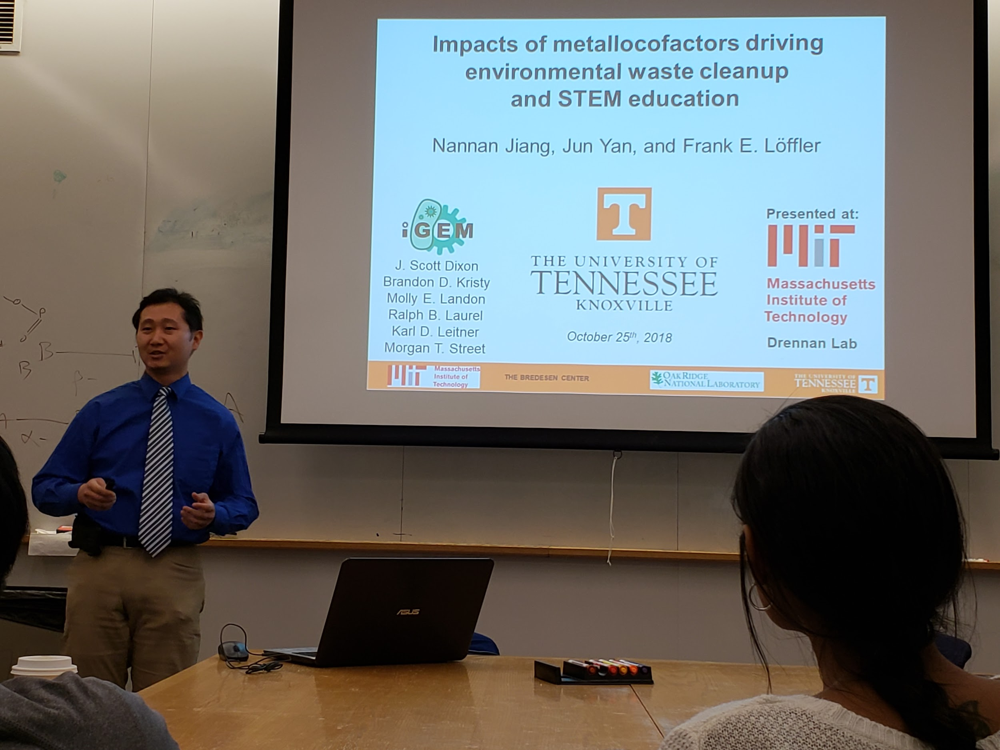 Impacts of metallocofactors driving
environmental waste cleanup
and STEM education
Nannan Jiang, Jun Yan, and Frank E. Löffler
iGEM
J. Scott Dixon
Brandon D. Kristy
Molly E. Landon
Ralph B. Laurel
Karl D. Leitner
Morgan T. Street
T
THE UNIVERSITY OF
TENNESSEE
KNOXVILLE
October 25th, 2018
Presented at:
MIT
Massachusetts
Institute of
Technology
Drennan Lab
MIT
Massachusetts
Institute of
Technology
THE BREDESEN CENTER
OAK RIDGE
NATIONAL LABORATORY
THE UNIVERSITY OF
TENNESSEE
KNOXVILLE
T
O
P
O
B
B
β-
A
A
α-
ASUS